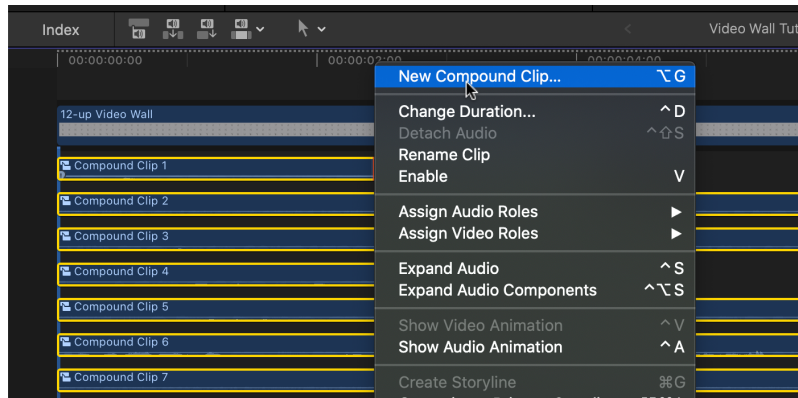 Index
Video Wall Tut
00:00:00:00
00:00:02:00
00:00:04:00
12-up Video Wall
Compound Clip 1
Compound Clip 2
Compound Clip 3
Compound Clip 4
Compound Clip 5
Compound Clip 6
Compound Clip 7
New Compound Clip... ⌥G
Change Duration... ^D
Detach Audio ^⇧S
Rename Clip
Enable V
Assign Audio Roles ▶
Assign Video Roles ▶
Expand Audio ^S
Expand Audio Components ^⌥S
Show Video Animation ^V
Show Audio Animation ^A
Create Storyline ⌘G